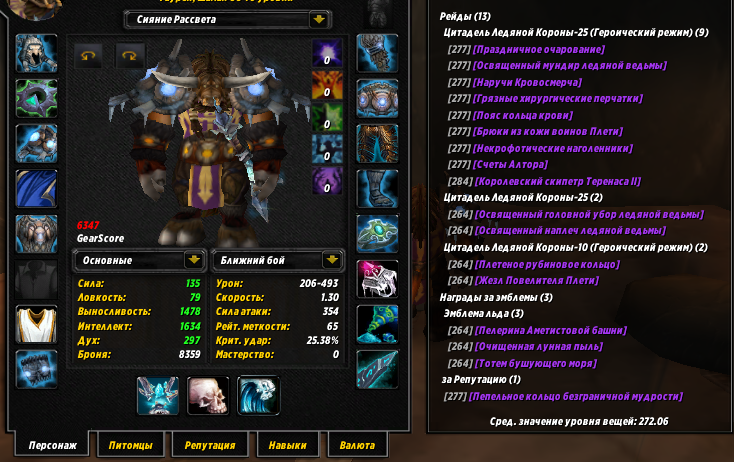 Сияние Рассвета
0
0
0
0
0
6347
GearScore
Основные
Ближний бой
Сила: 135
Ловкость: 79
Выносливость: 1478
Интеллект: 1634
Дух: 297
Броня: 8359
Урон: 206-493
Скорость: 1.30
Сила атаки: 354
Рейт. меткости: 65
Крит. удар: 25.38%
Мастерство: 0
Персонаж
Питомцы
Репутация
Навыки
Валюта
Рейды (13)
Цитадель Ледяной Короны-25 (Героический режим) (9)
[277] [Праздничное очарование]
[277] [Освященный мундир ледяной ведьмы]
[277] [Наручи Кровосмерча]
[277] [Грязные хирургические перчатки]
[277] [Пояс кольца крови]
[277] [Брюки из кожи воинов Плети]
[277] [Некрофотические наголенники]
[277] [Счеты Алтора]
[284] [Королевский скипетр Теренаса II]
Цитадель Ледяной Короны-25 (2)
[264] [Освященный головной убор ледяной ведьмы]
[264] [Освященный наплеч ледяной ведьмы]
Цитадель Ледяной Короны-10 (Героический режим) (2)
[264] [Плетеное рубиновое кольцо]
[264] [Жезл Повелителя Плети]
Награды за эмблемы (3)
Эмблема льда (3)
[264] [Пелерина Аметистовой башни]
[264] [Очищенная лунная пыль]
[264] [Тотем бушующего моря]
за Репутацию (1)
[277] [Пепельное кольцо безграничной мудрости]
Сред. значение уровня вещей: 272.06